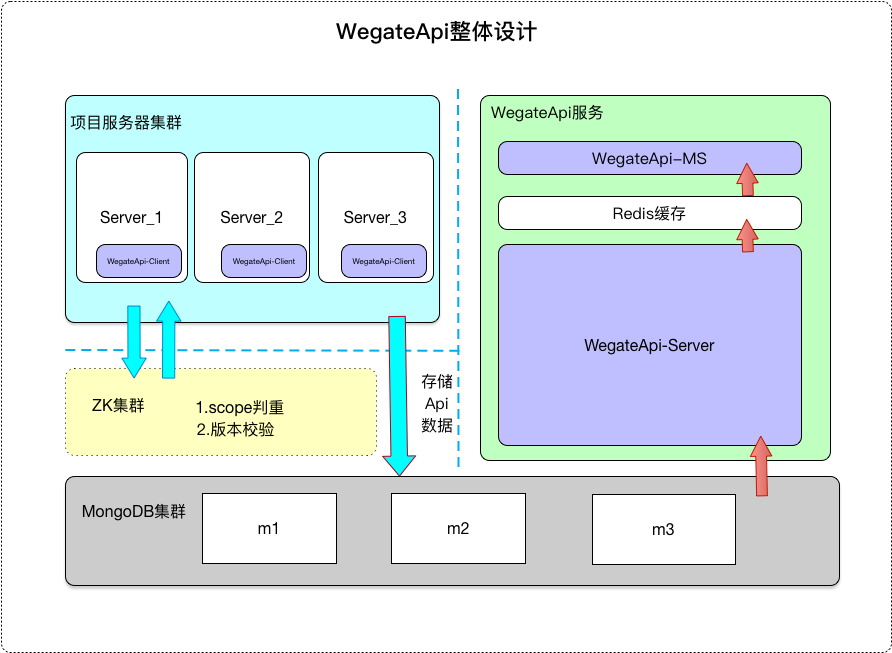 WegateApi整体设计
项目服务器集群
Server_1
Server_2
Server_3
WegateApi-Client
WegateApi-Client
WegateApi-Client
ZK集群
1.scope判重
2.版本校验
存储
Api
数据
WegateApi服务
WegateApi-MS
Redis缓存
WegateApi-Server
MongoDB集群
m1
m2
m3